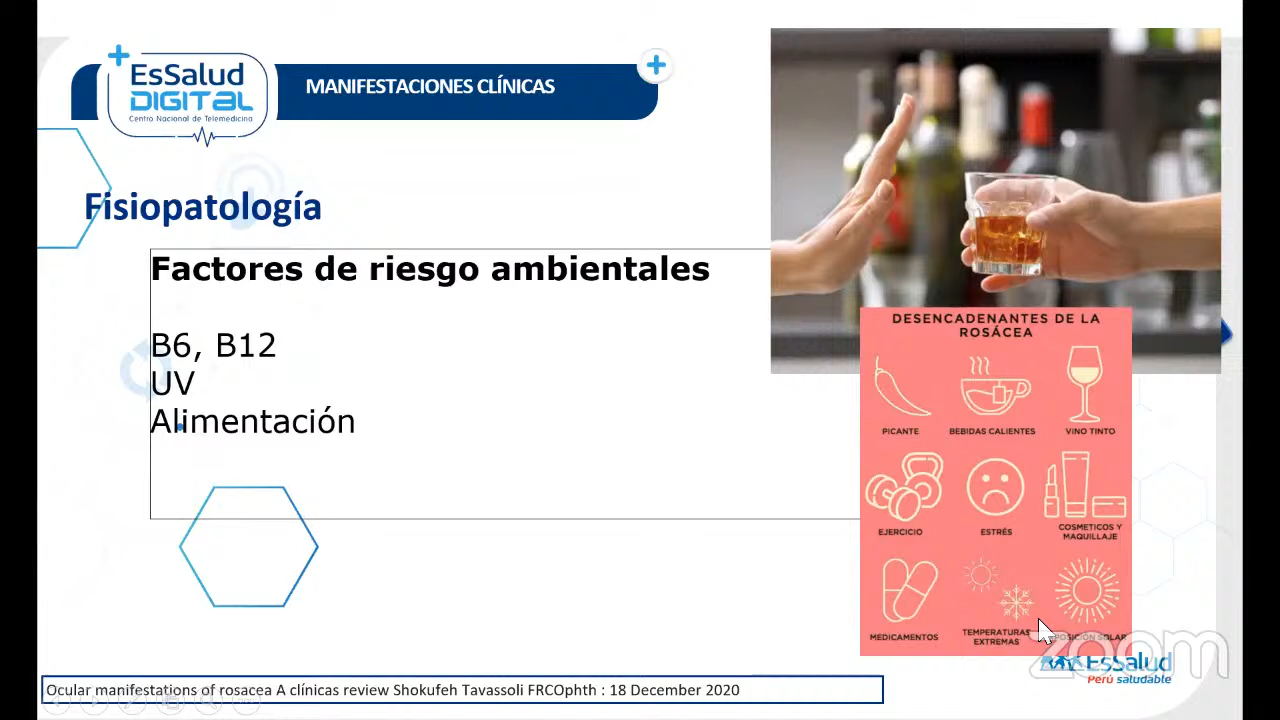 EsSalud
DIGITAL
Centro Nacional de Telemedicina
MANIFESTACIONES CLÍNICAS
Fisiopatología
Factores de riesgo ambientales
B6, B12
UV
Alimentación
DESENCADENANTES DE LA
ROSÁCEA
PICANTE
BEBIDAS CALIENTES
VINO TINTO
EJERCICIO
ESTRÉS
COSMETICOS Y
MAQUILLAJE
MEDICAMENTOS
TEMPERATURAS
EXTREMAS
POSICIÓN SOLAR
zoom
EsSalud
Perú saludable
Ocular manifestations of rosacea A clínicas review Shokufeh Tavassoli FRCOphth : 18 December 2020